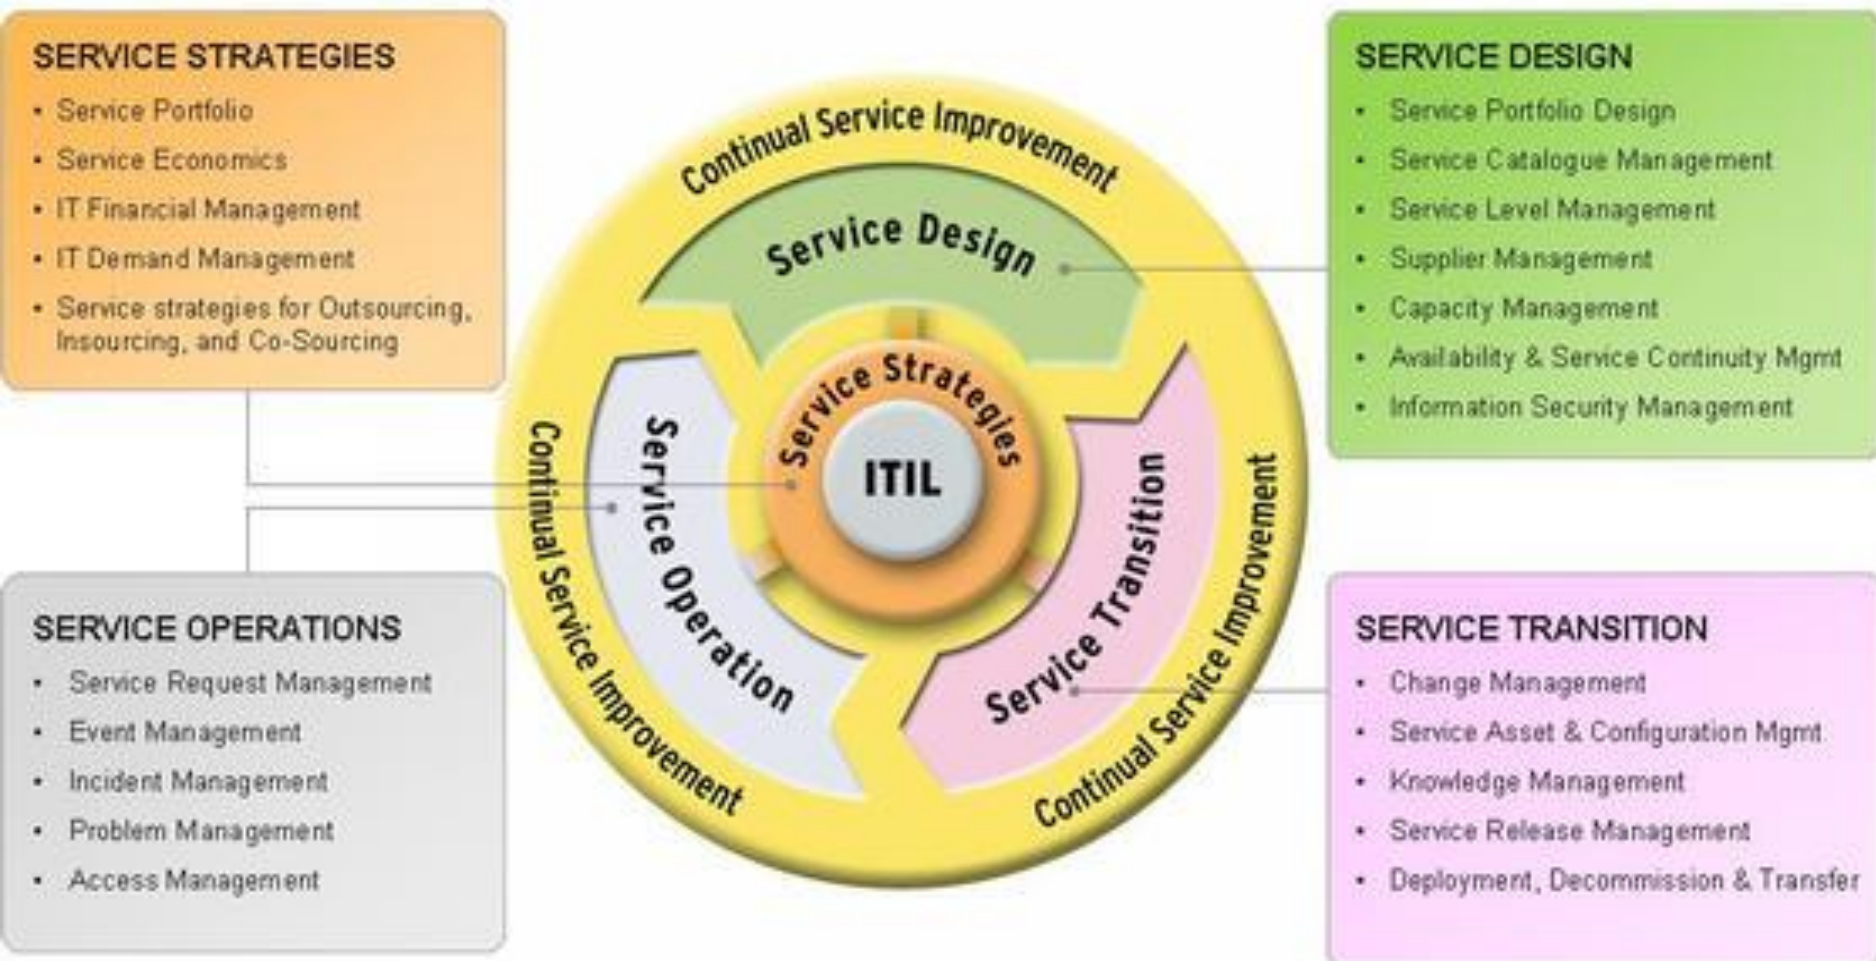 SERVICE STRATEGIES
• Service Portfolio
• Service Economics
• IT Financial Management
• IT Demand Management
• Service strategies for Outsourcing,
Insourcing, and Co-Sourcing
SERVICE OPERATIONS
• Service Request Management
• Event Management
• Incident Management
• Problem Management
• Access Management
Continual Service Improvement
Service Design
Service Strategies
ITIL
Service Operation
Service Transition
Continual Service Improvement
Continual Service Improvement
SERVICE DESIGN
• Service Portfolio Design
• Service Catalogue Management
• Service Level Management
• Supplier Management
• Capacity Management
• Availability & Service Continuity Mgmt
• Information Security Management
SERVICE TRANSITION
• Change Management
• Service Asset & Configuration Mgmt
• Knowledge Management
• Service Release Management
• Deployment, Decommission & Transfer